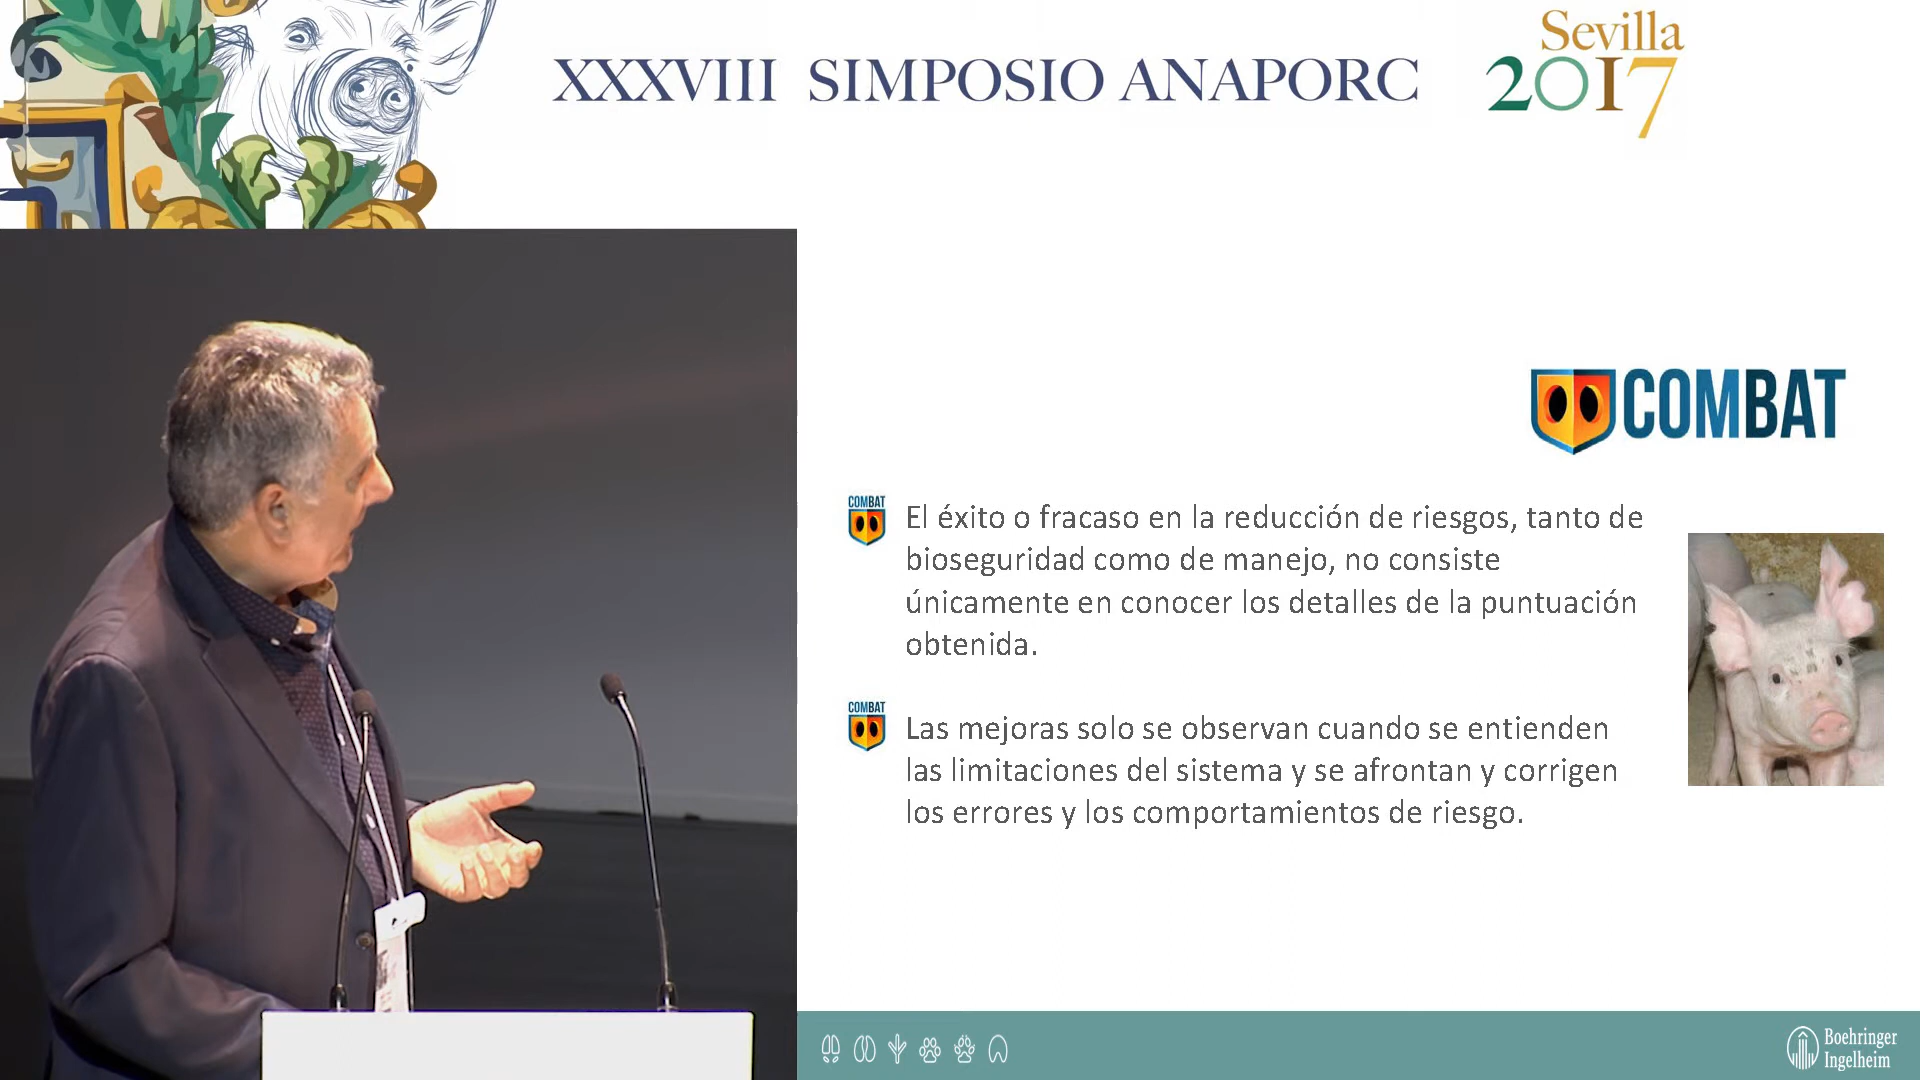 XXXVIII SIMPOSIO ANAPORC
Sevilla
2017
COMBAT
COMBAT
El éxito o fracaso en la reducción de riesgos, tanto de
bioseguridad como de manejo, no consiste
únicamente en conocer los detalles de la puntuación
obtenida.
COMBAT
Las mejoras solo se observan cuando se entienden
las limitaciones del sistema y se afrontan y corrigen
los errores y los comportamientos de riesgo.
Boehringer
Ingelheim